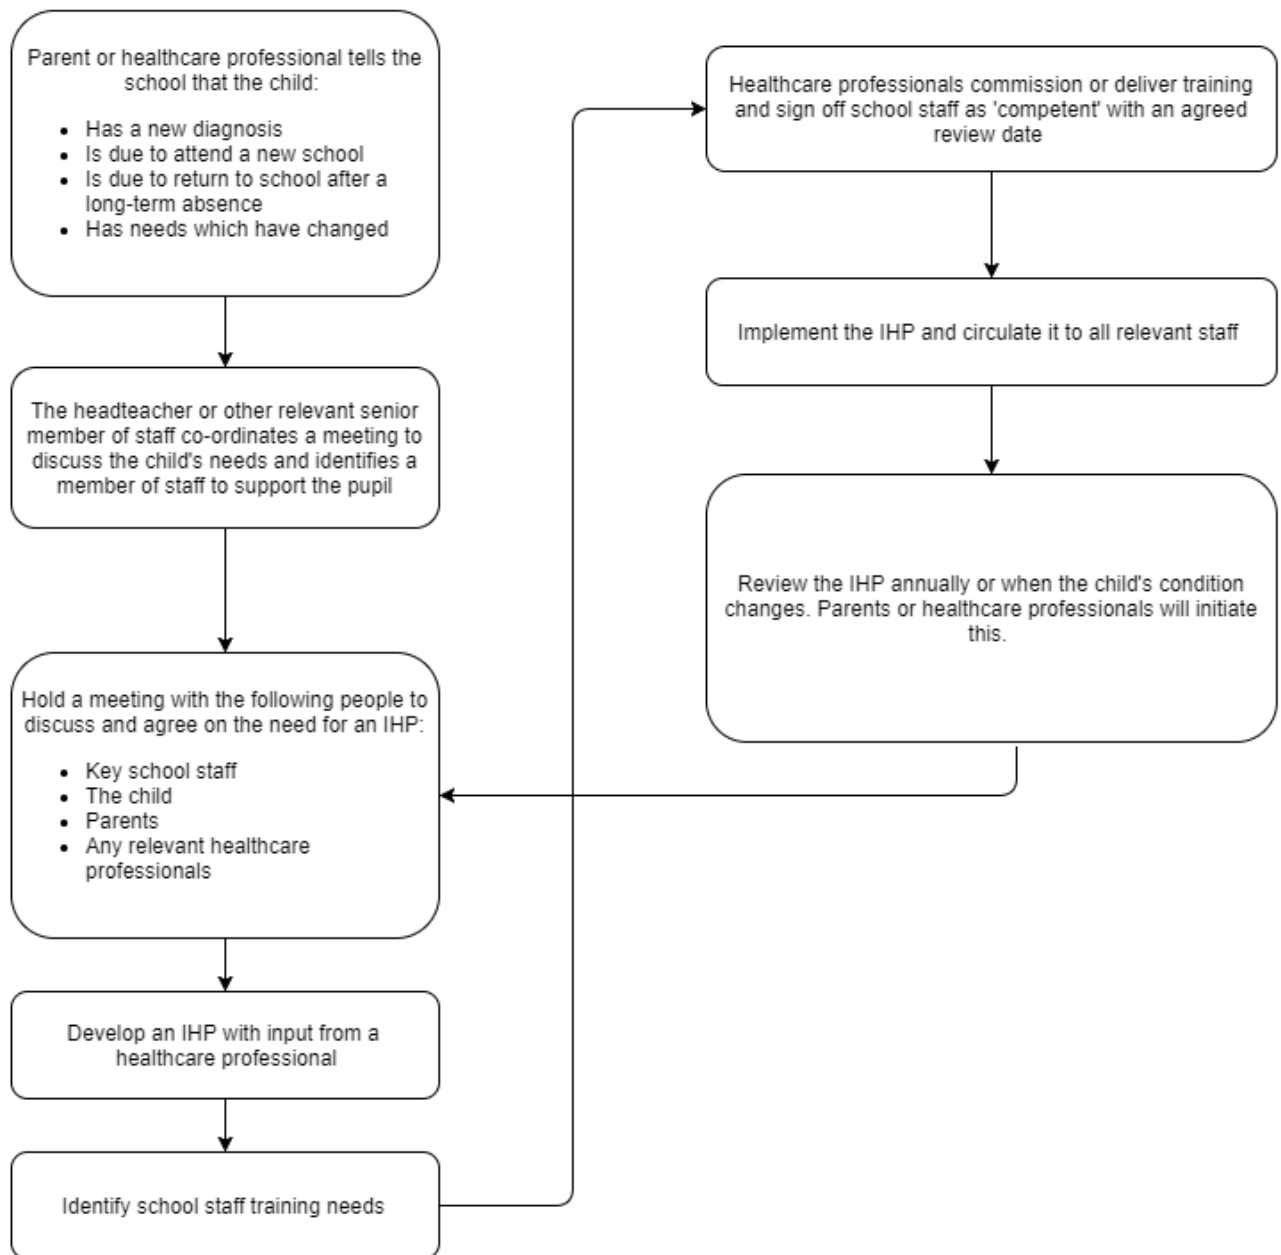 Parent or healthcare professional tells the
school that the child:
• Has a new diagnosis
• Is due to attend a new school
• Is due to return to school after a
long-term absence
• Has needs which have changed
The headteacher or other relevant senior
member of staff co-ordinates a meeting to
discuss the child's needs and identifies a
member of staff to support the pupil
Hold a meeting with the following people to
discuss and agree on the need for an IHP:
• Key school staff
• The child
• Parents
• Any relevant healthcare
professionals
Develop an IHP with input from a
healthcare professional
Identify school staff training needs
Healthcare professionals commission or deliver training
and sign off school staff as 'competent' with an agreed
review date
Implement the IHP and circulate it to all relevant staff
Review the IHP annually or when the child's condition
changes. Parents or healthcare professionals will initiate
this.